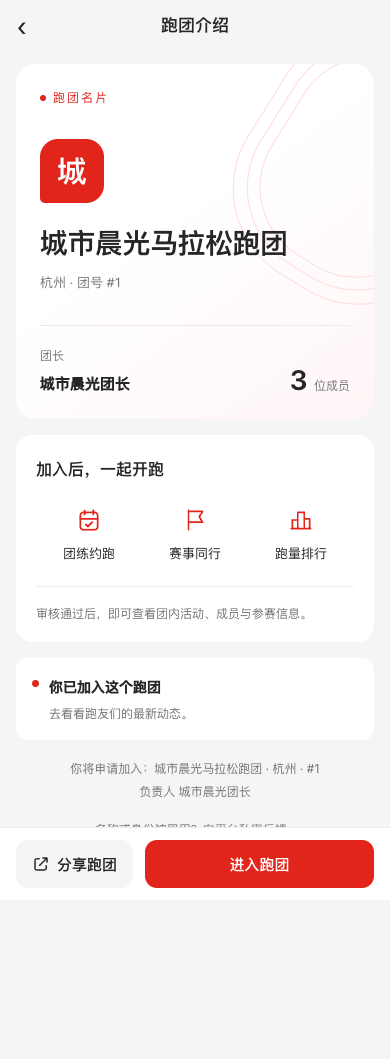 跑团介绍
跑团名片
城
城市晨光马拉松跑团
杭州 · 团号 #1
团长
城市晨光团长
3 位成员
加入后，一起开跑
团练约跑 赛事同行 跑量排行
审核通过后，即可查看团内活动、成员与参赛信息。
你已加入这个跑团
去看看跑友们的最新动态。
你将申请加入：城市晨光马拉松跑团 · 杭州 · #1
负责人 城市晨光团长
分享跑团 进入跑团